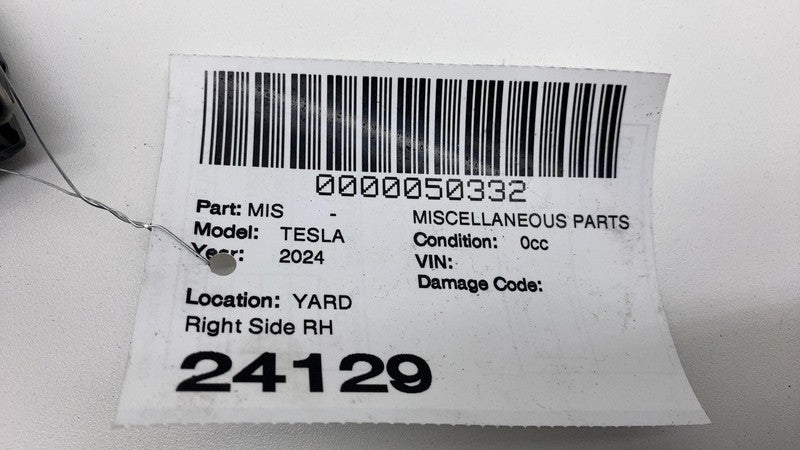 0000050332
Part: MIS - MISCELLANEOUS PARTS
Model: TESLA Condition: 0cc
Year: 2024 VIN:
Damage Code:
Location: YARD
Right Side RH
24129